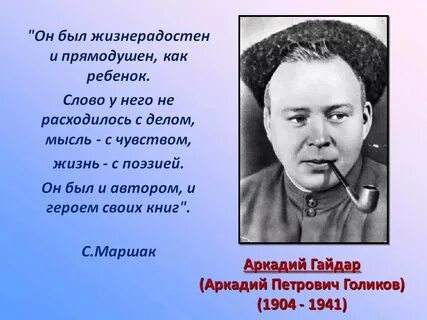 "Он был жизнерадостен
и прямодушен, как
ребенок.
Слово у него не
расходилось с делом,
мысль - с чувством,
жизнь - с поэзией.
Он был и автором, и
героем своих книг".
С.Маршак
Аркадий Гайдар
(Аркадий Петрович Голиков)
(1904 - 1941)